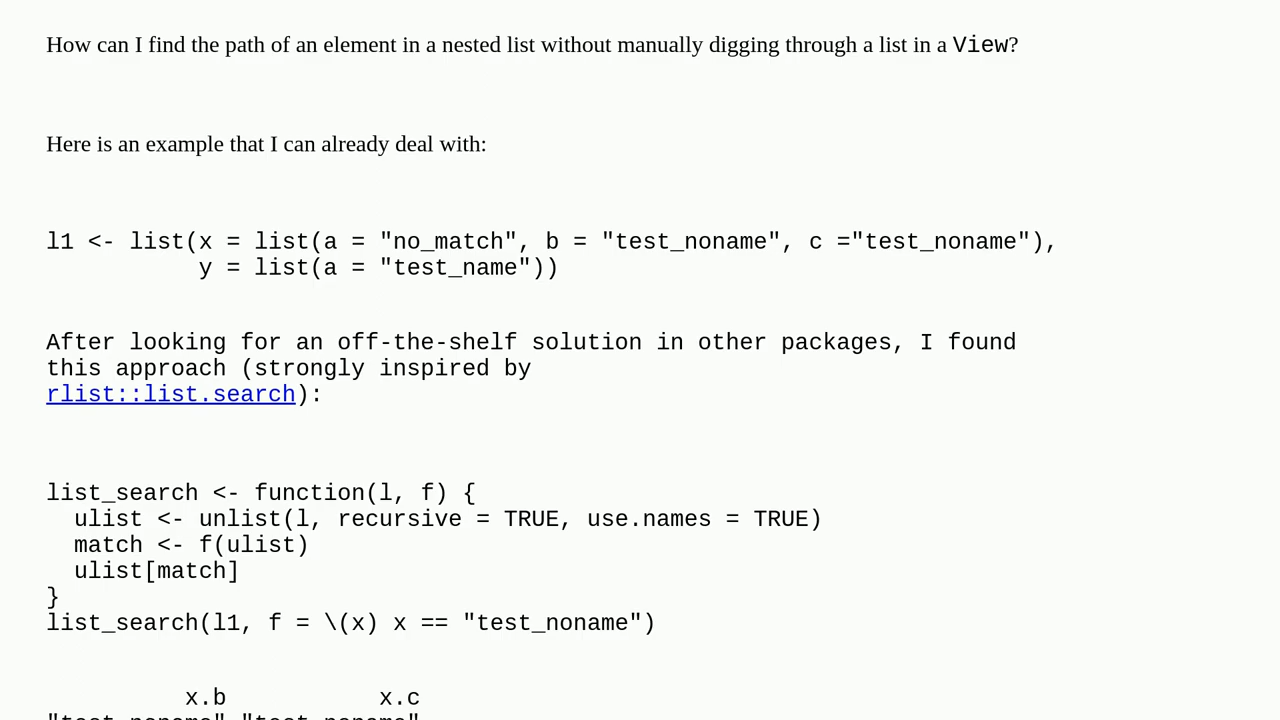 How can I find the path of an element in a nested list without manually digging through a list in a View?
Here is an example that I can already deal with:
l1 <- list(x = list(a = "no_match", b = "test_noname", c ="test_noname"),
           y = list(a = "test_name"))
After looking for an off-the-shelf solution in other packages, I found
this approach (strongly inspired by
rlist::list.search):
list_search <- function(l, f) {
  ulist <- unlist(l, recursive = TRUE, use.names = TRUE)
  match <- f(ulist)
  ulist[match]
}
list_search(l1, f = \(x) x == "test_noname")
          x.b           x.c
"test_noname" "test_noname"